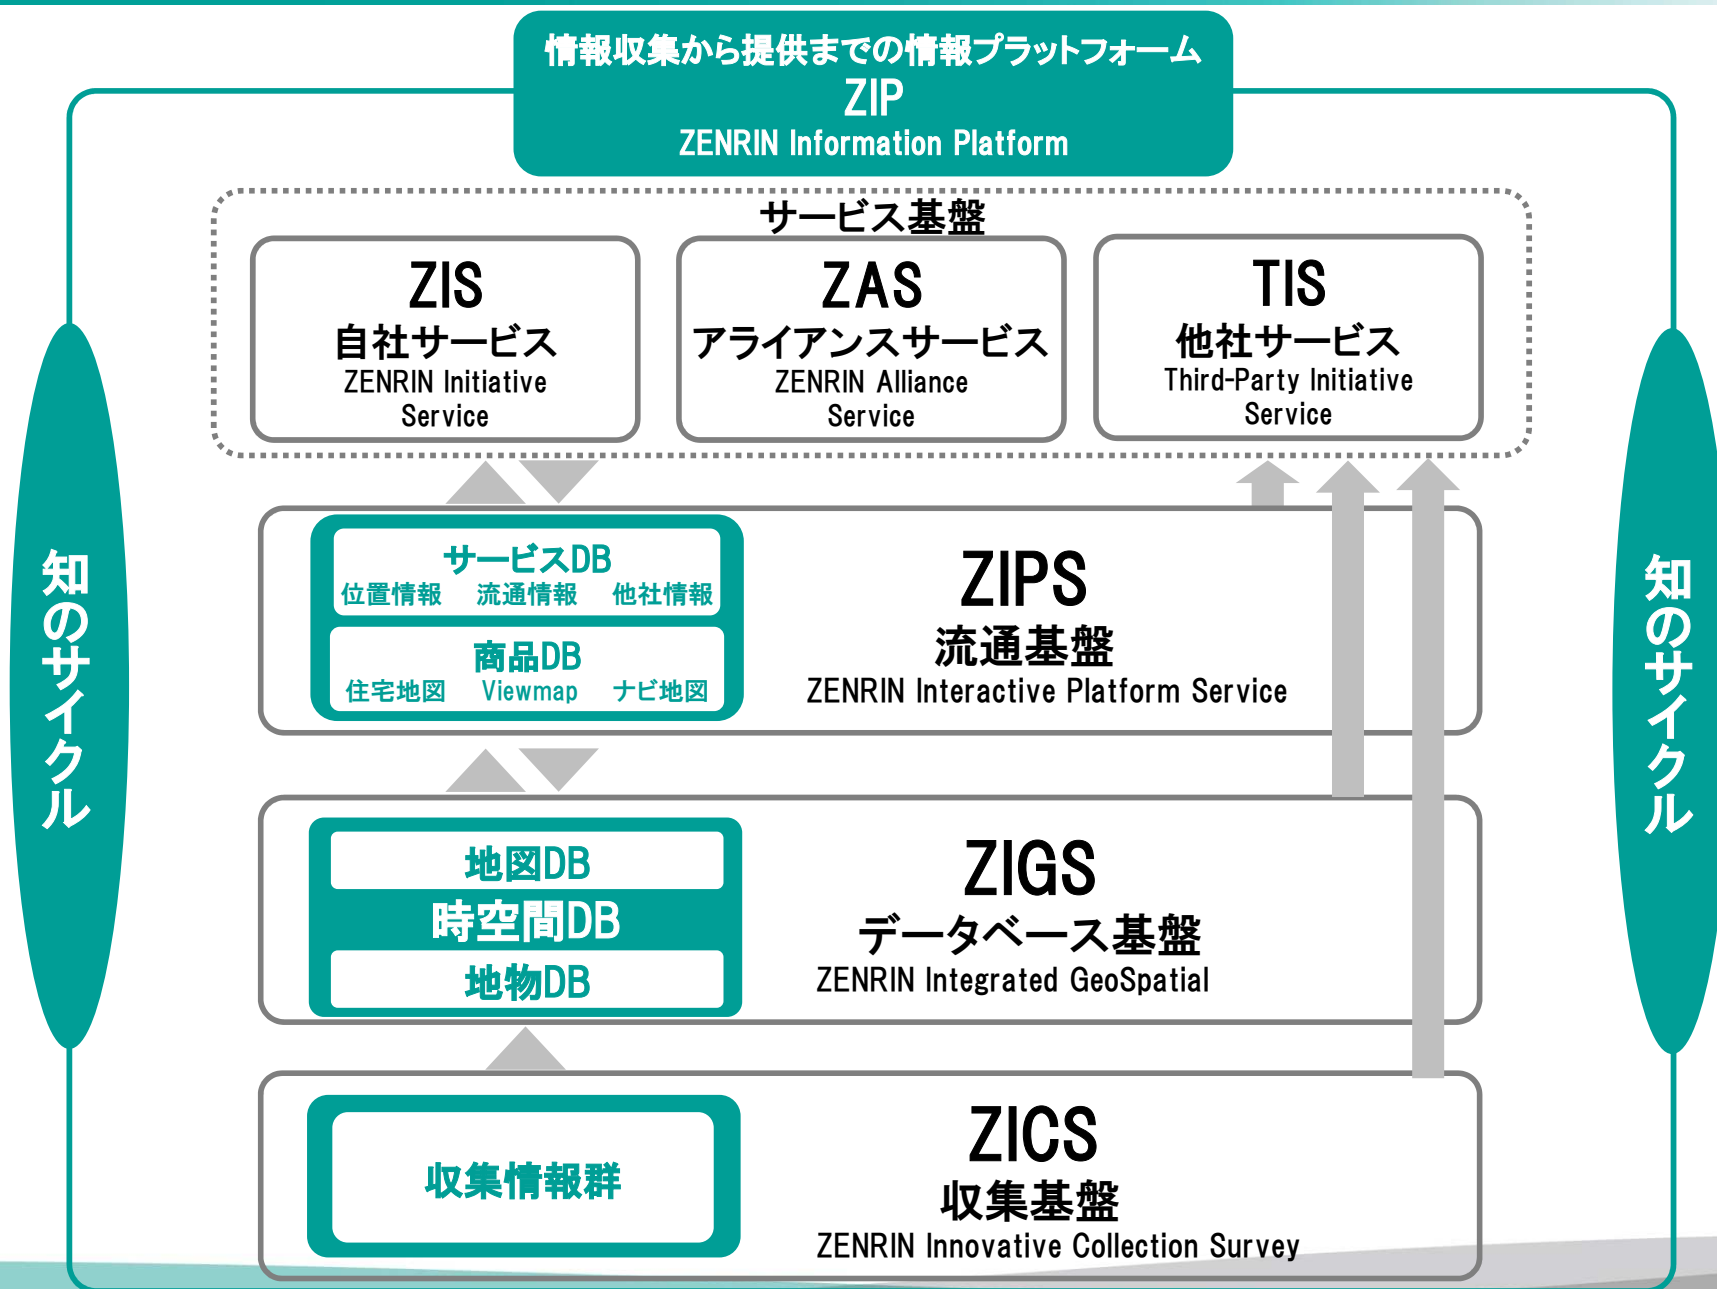 情報収集から提供までの情報プラットフォーム
ZIP
ZENRIN Information Platform
サービス基盤
ZIS
自社サービス
ZENRIN Initiative
Service
ZAS
アライアンスサービス
ZENRIN Alliance
Service
TIS
他社サービス
Third-Party Initiative
Service
知のサイクル
サービスDB
位置情報 流通情報 他社情報
商品DB
住宅地図 Viewmap ナビ地図
ZIPS
流通基盤
ZENRIN Interactive Platform Service
知のサイクル
地図DB
時空間DB
地物DB
ZIGS
データベース基盤
ZENRIN Integrated GeoSpatial
収集情報群
ZICS
収集基盤
ZENRIN Innovative Collection Survey